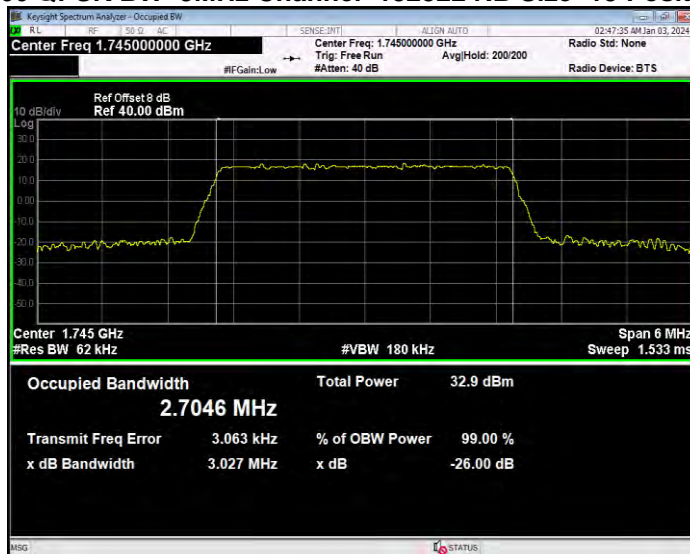 Keysight Spectrum Analyzer - Occupied BW
RL RF 50 Ω AC SENSE:INT ALIGN AUTO 02:47:35 AM Jan 03, 2024
Center Freq 1.745000000 GHz Center Freq: 1.745000000 GHz Radio Std: None
Trig: Free Run Avg|Hold: 200/200
#IFGain:Low #Atten: 40 dB Radio Device: BTS
Ref Offset 8 dB
10 dB/div Ref 40.00 dBm
Log
30.0
20.0
10.0
0.00
-10.0
-20.0
-30.0
-40.0
-50.0
Center 1.745 GHz Span 6 MHz
#Res BW 62 kHz #VBW 180 kHz Sweep 1.533 ms
Occupied Bandwidth Total Power 32.9 dBm
2.7046 MHz
Transmit Freq Error 3.063 kHz % of OBW Power 99.00 %
x dB Bandwidth 3.027 MHz x dB -26.00 dB
MSG STATUS